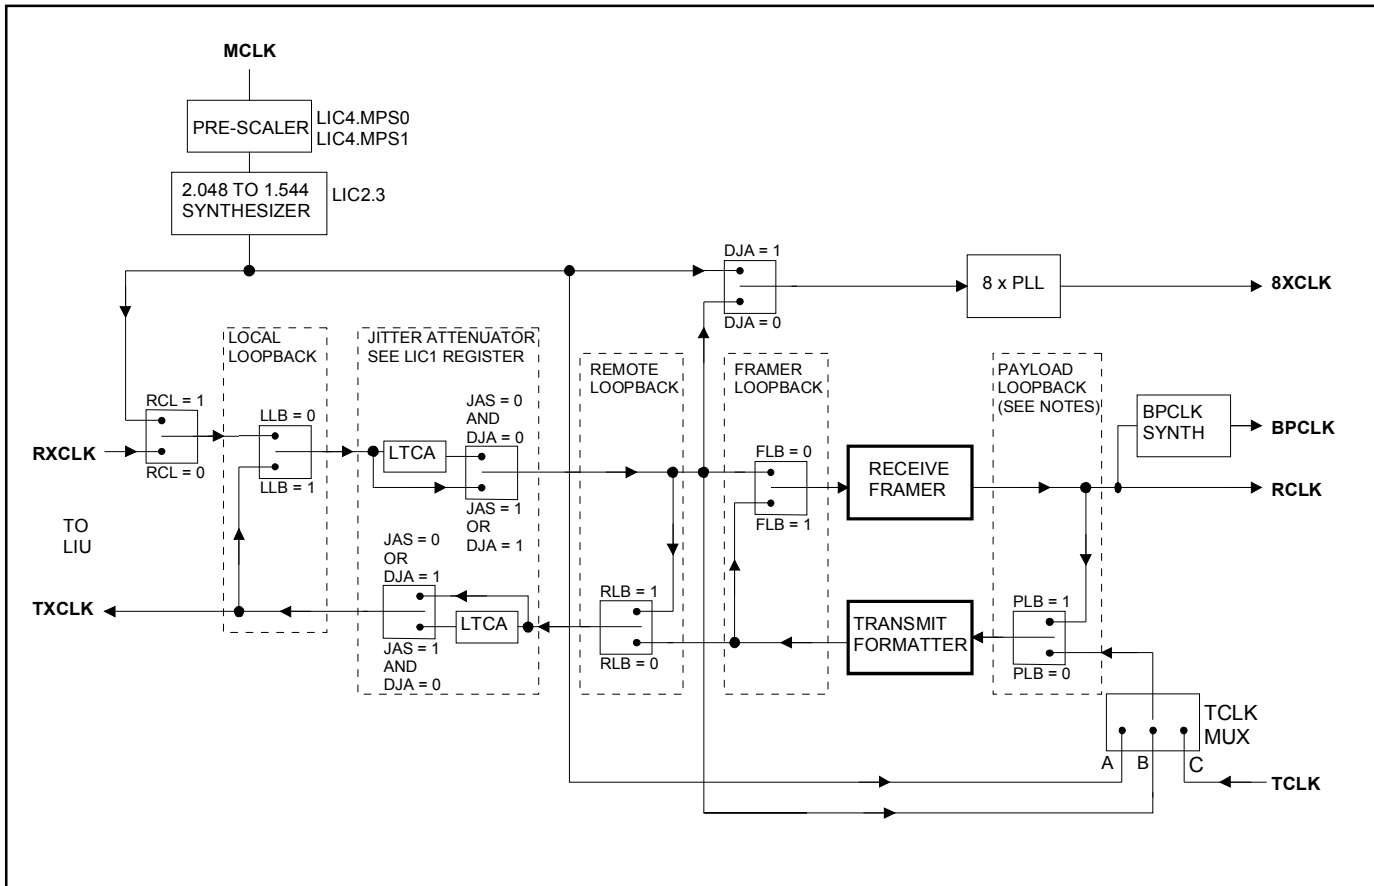 MCLK
PRE-SCALER
LIC4.MPS0
LIC4.MPS1
2.048 TO 1.544
SYNTHESIZER
LIC2.3
DJA = 1
DJA = 0
8 x PLL
8XCLK
LOCAL
LOOPBACK
JITTER ATTENUATOR
SEE LIC1 REGISTER
REMOTE
LOOPBACK
FRAMER
LOOPBACK
PAYLOAD
LOOPBACK
(SEE NOTES)
RCL = 1
RXCLK
RCL = 0
LLB = 0
LLB = 1
LTCA
JAS = 0
AND
DJA = 0
JAS = 1
OR
DJA = 1
FLB = 0
FLB = 1
RECEIVE
FRAMER
BPCLK
SYNTH
BPCLK
RCLK
TO
LIU
TXCLK
JAS = 0
OR
DJA = 1
LTCA
JAS = 1
AND
DJA = 0
RLB = 1
RLB = 0
TRANSMIT
FORMATTER
PLB = 1
PLB = 0
TCLK
MUX
A
B
C
TCLK